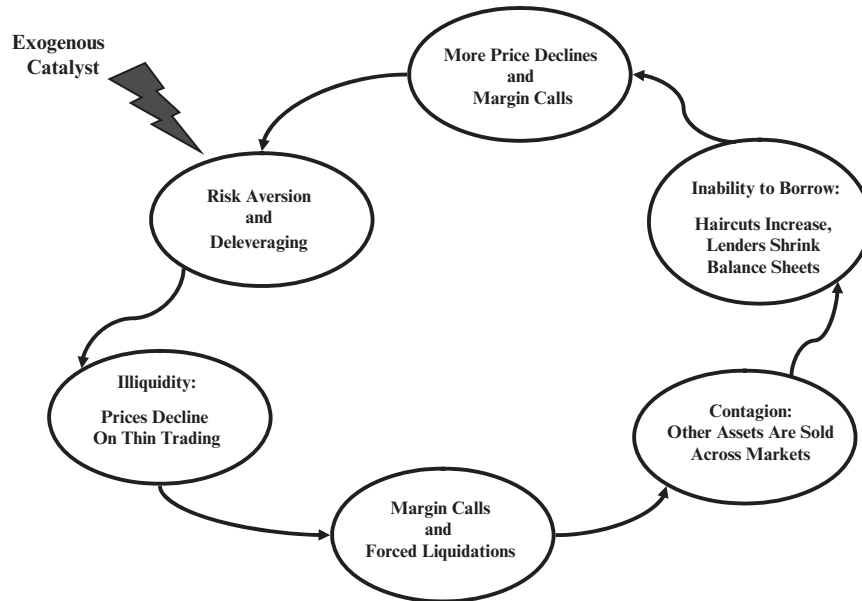 Exogenous
Catalyst
More Price Declines
and
Margin Calls
Risk Aversion
and
Deleveraging
Inability to Borrow:
Haircuts Increase,
Lenders Shrink
Balance Sheets
Illiquidity:
Prices Decline
On Thin Trading
Contagion:
Other Assets Are Sold
Across Markets
Margin Calls
and
Forced Liquidations